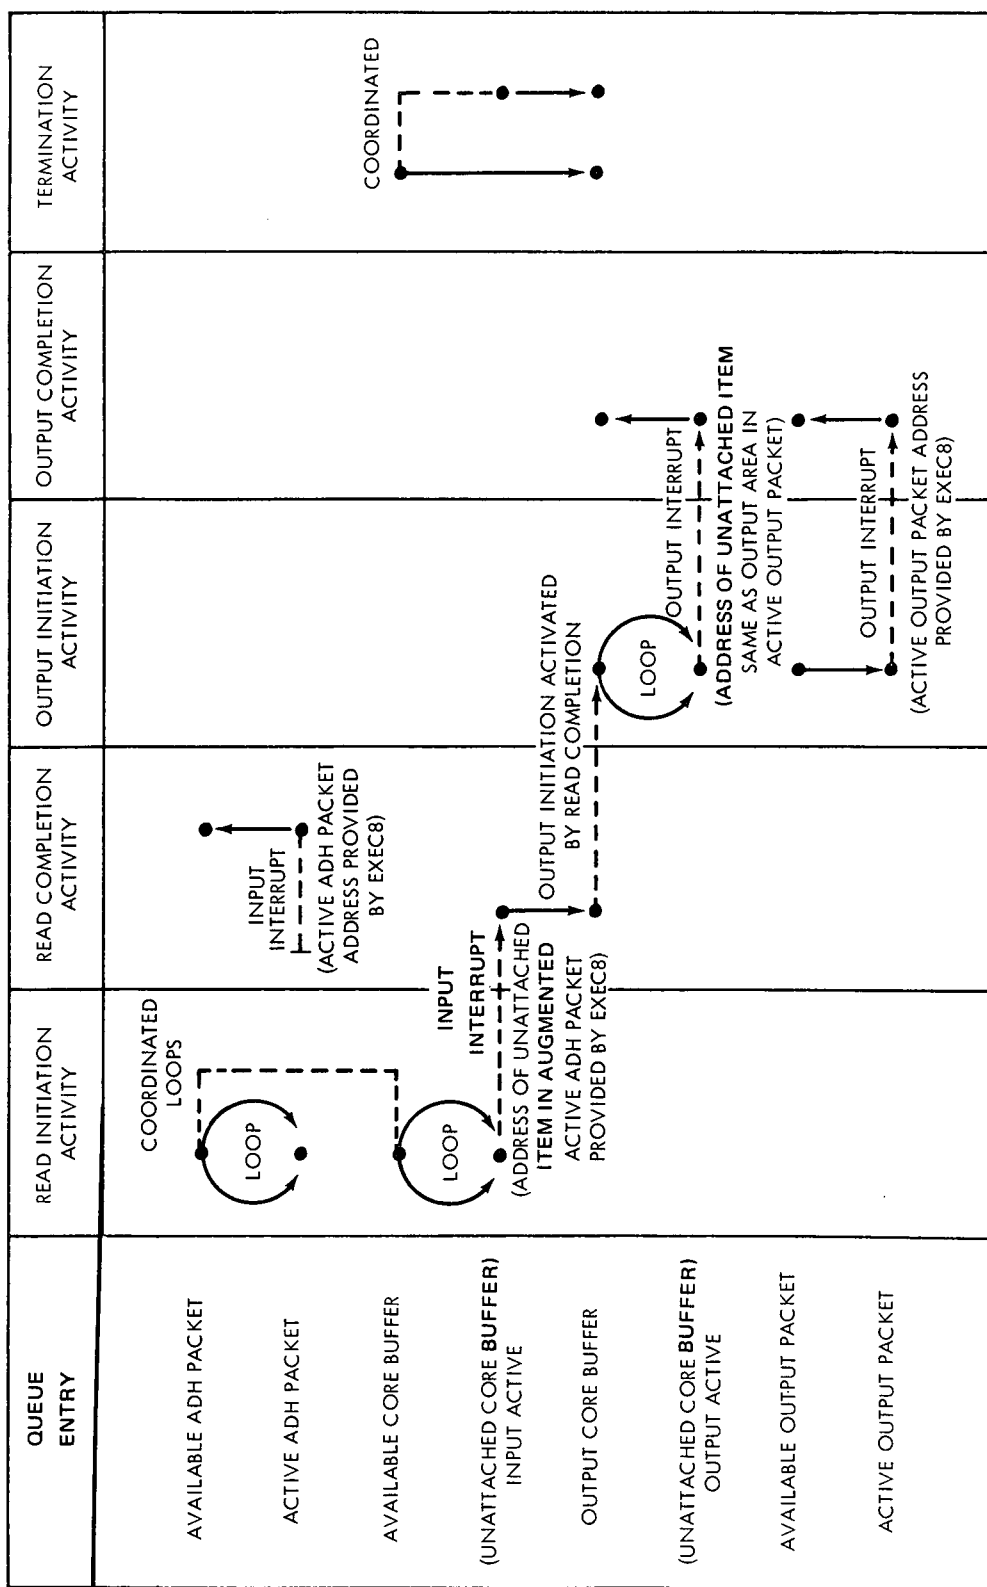 QUEUE
ENTRY
READ INITIATION
ACTIVITY
READ COMPLETION
ACTIVITY
OUTPUT INITIATION
ACTIVITY
OUTPUT COMPLETION
ACTIVITY
TERMINATION
ACTIVITY
AVAILABLE ADH PACKET
ACTIVE ADH PACKET
AVAILABLE CORE BUFFER
(UNATTACHED CORE BUFFER)
INPUT ACTIVE
OUTPUT CORE BUFFER
(UNATTACHED CORE BUFFER)
OUTPUT ACTIVE
AVAILABLE OUTPUT PACKET
ACTIVE OUTPUT PACKET
COORDINATED
LOOPS
LOOP
LOOP
INPUT
INTERRUPT
(ADDRESS OF UNATTACHED
ITEM IN AUGMENTED
ACTIVE ADH PACKET
PROVIDED BY EXEC8)
INPUT
INTERRUPT
(ACTIVE ADH PACKET
ADDRESS PROVIDED
BY EXEC8)
OUTPUT INITIATION ACTIVATED
BY READ COMPLETION
LOOP
OUTPUT INTERRUPT
(ADDRESS OF UNATTACHED ITEM
SAME AS OUTPUT AREA IN
ACTIVE OUTPUT PACKET)
OUTPUT INTERRUPT
(ACTIVE OUTPUT PACKET ADDRESS
PROVIDED BY EXEC8)
COORDINATED